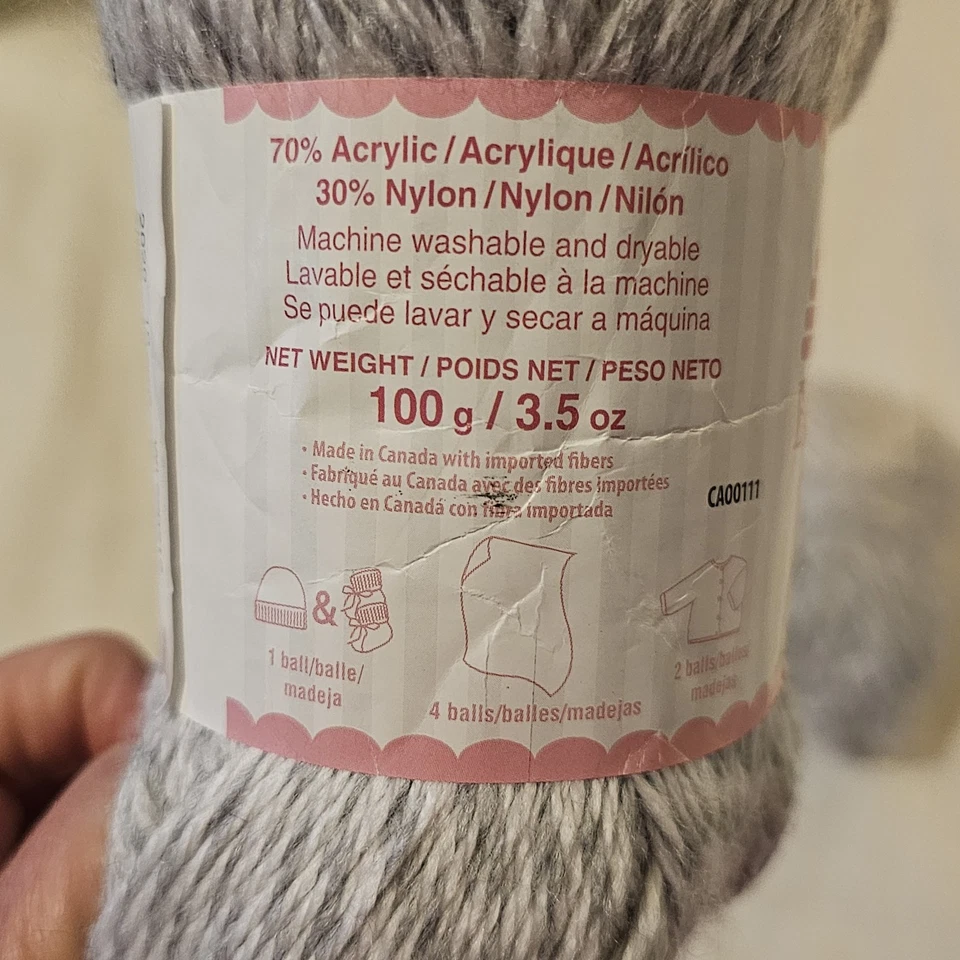 70% Acrylic / Acrylique / Acrílico
30% Nylon / Nylon / Nilón
Machine washable and dryable
Lavable et séchable à la machine
Se puede lavar y secar a máquina
NET WEIGHT / POIDS NET / PESO NETO
100 g / 3.5 oz
• Made in Canada with imported fibers
• Fabriqué au Canada avec des fibres importées
• Hecho en Canadá con fibra importada
CA00111
&
1 ball/balle/
madeja
4 balls/balles/madejas
2 balls/balles/
madejas